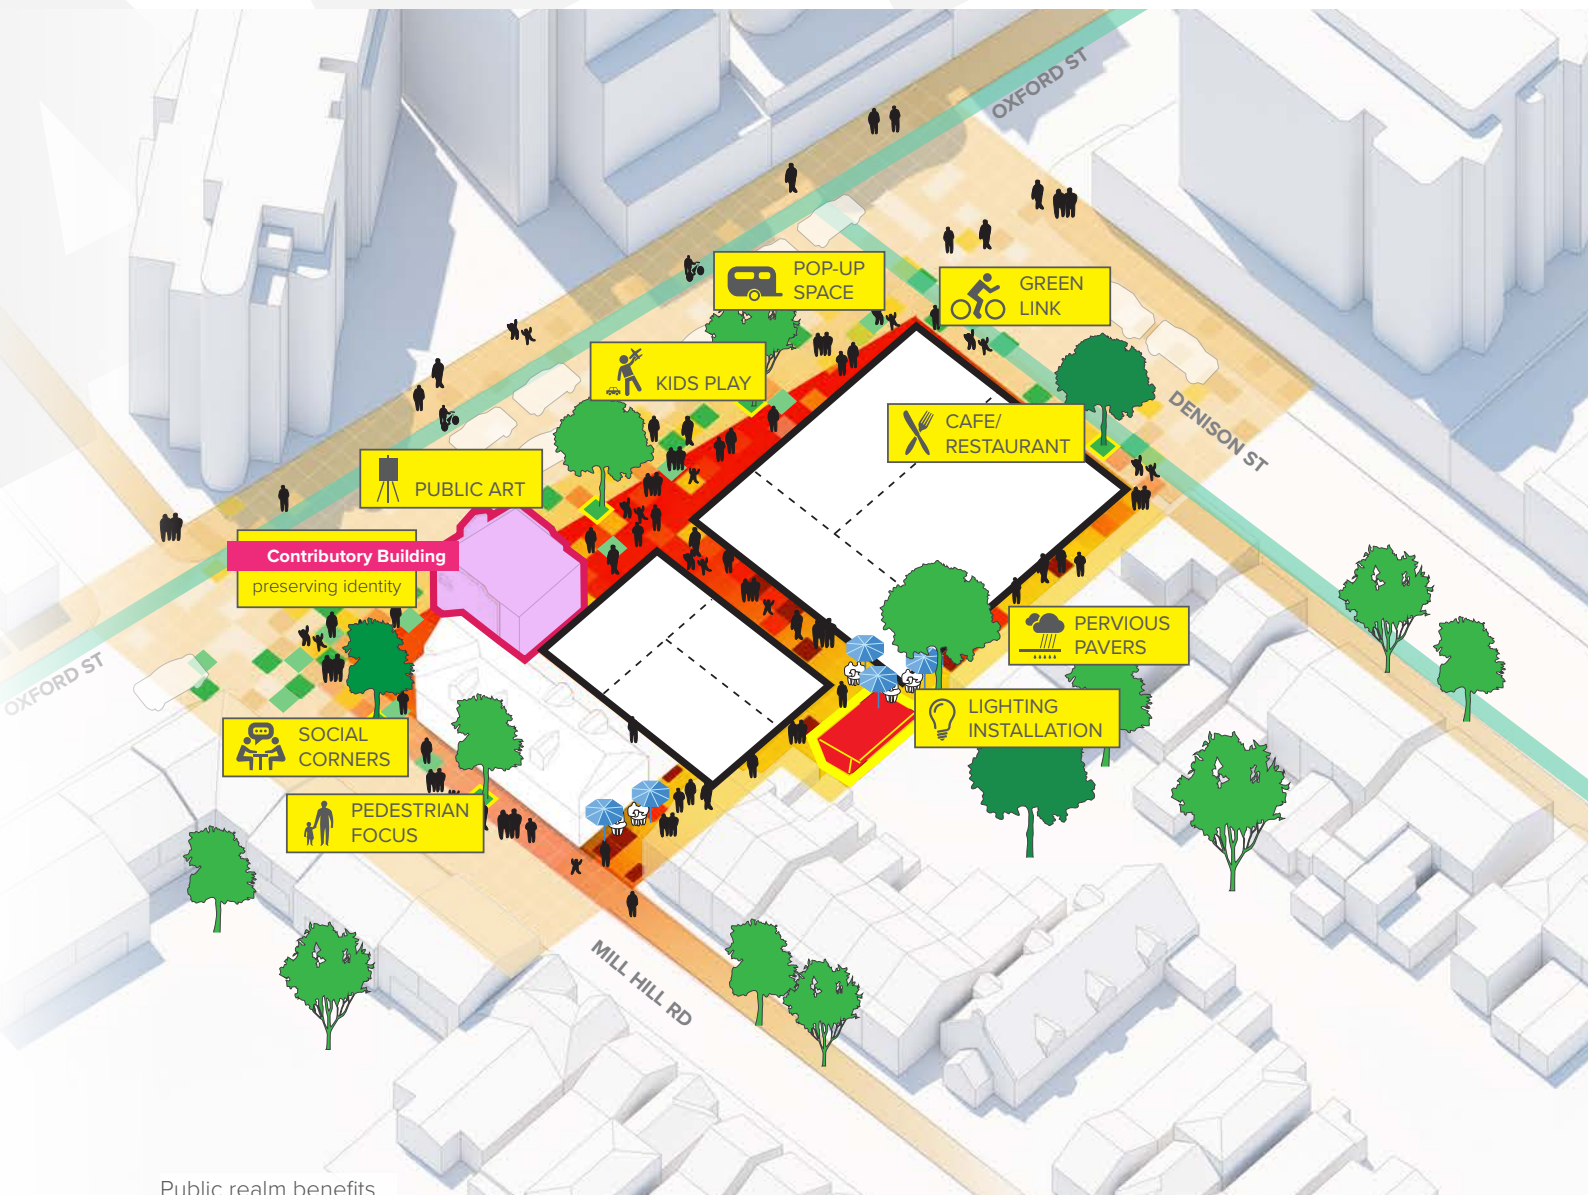 OXFORD ST
POP-UP
SPACE
GREEN
LINK
KIDS PLAY
CAFE/
RESTAURANT
DENISON ST
PUBLIC ART
Contributory Building
preserving identity
PERVIOUS
PAVERS
OXFORD ST
LIGHTING
INSTALLATION
SOCIAL
CORNERS
PEDESTRIAN
FOCUS
MILL HILL RD
Public realm benefits